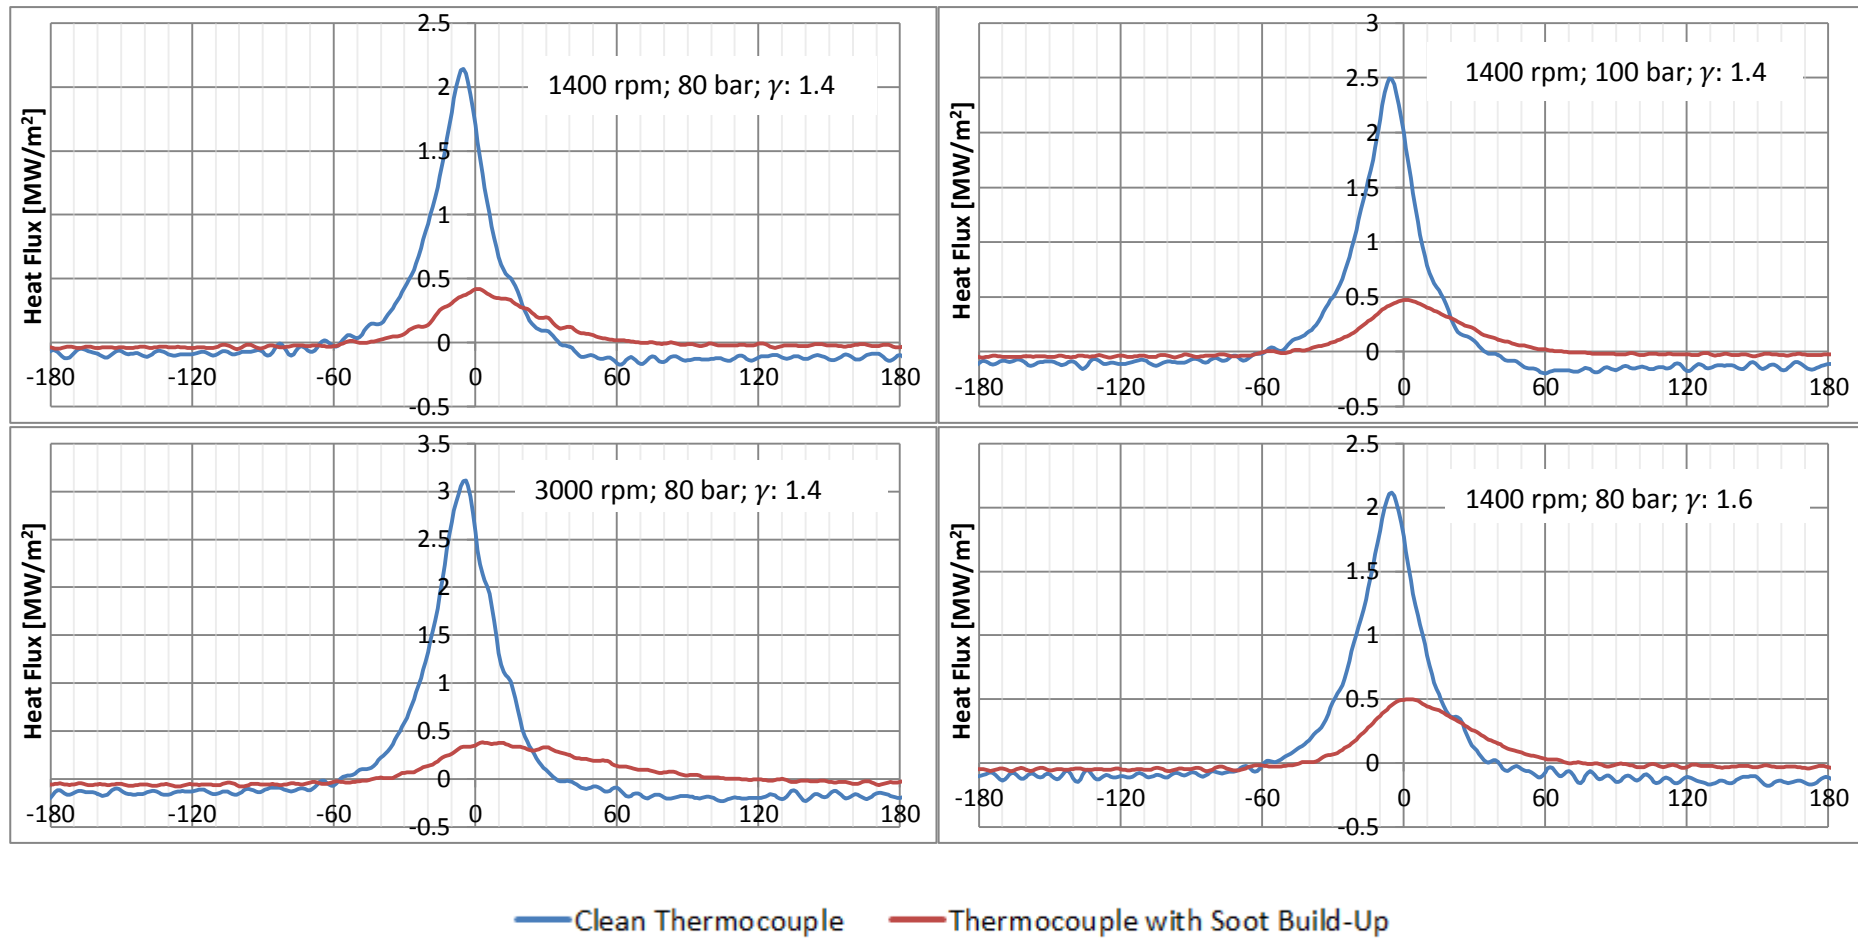 Heat Flux [MW/m²]
1400 rpm; 80 bar; γ: 1.4
2.5
2
1.5
1
0.5
0
-0.5
-180 -120 -60 0 60 120 180
Heat Flux [MW/m²]
1400 rpm; 100 bar; γ: 1.4
3
2.5
2
1.5
1
0.5
0
-0.5
-180 -120 -60 0 60 120 180
Heat Flux [MW/m²]
3000 rpm; 80 bar; γ: 1.4
3.5
3
2.5
2
1.5
1
0.5
0
-0.5
-180 -120 -60 0 60 120 180
Heat Flux [MW/m²]
1400 rpm; 80 bar; γ: 1.6
2.5
2
1.5
1
0.5
0
-0.5
-180 -120 -60 0 60 120 180
Clean Thermocouple Thermocouple with Soot Build-Up